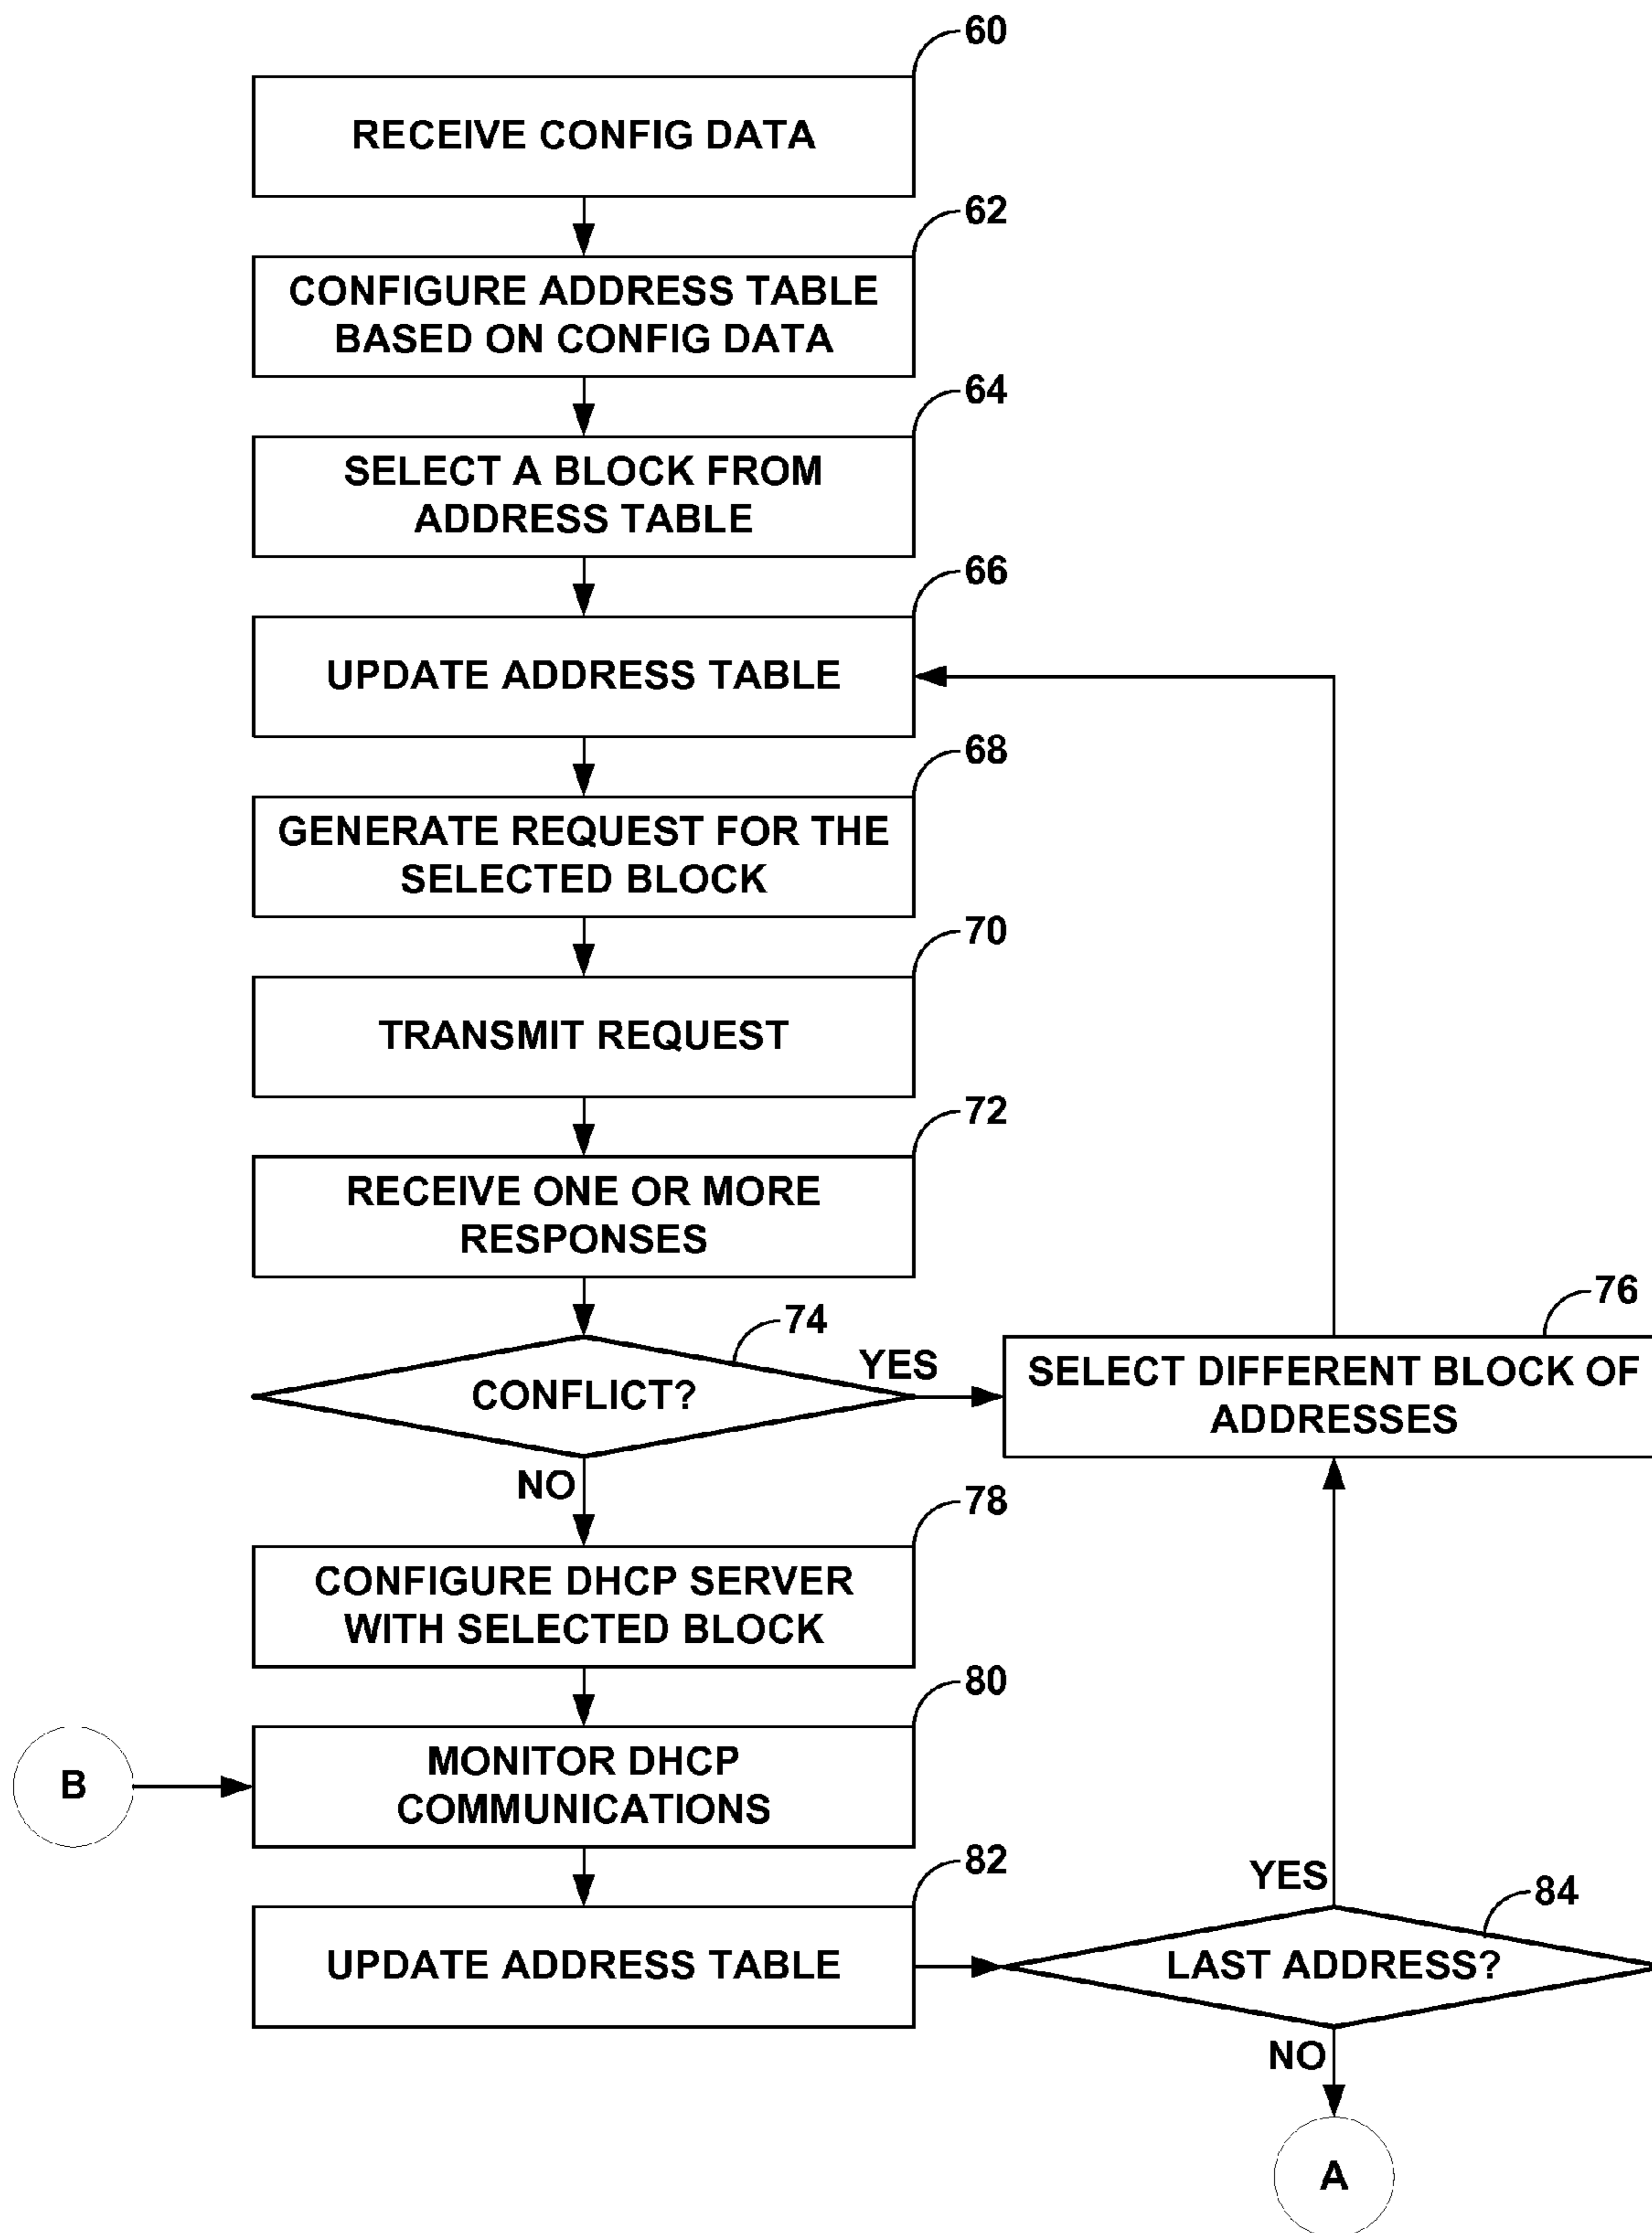 60
RECEIVE CONFIG DATA
62
CONFIGURE ADDRESS TABLE
BASED ON CONFIG DATA
64
SELECT A BLOCK FROM
ADDRESS TABLE
66
UPDATE ADDRESS TABLE
68
GENERATE REQUEST FOR THE
SELECTED BLOCK
70
TRANSMIT REQUEST
72
RECEIVE ONE OR MORE
RESPONSES
74
CONFLICT?
YES
76
SELECT DIFFERENT BLOCK OF
ADDRESSES
NO
78
CONFIGURE DHCP SERVER
WITH SELECTED BLOCK
80
B
MONITOR DHCP
COMMUNICATIONS
82
UPDATE ADDRESS TABLE
YES
84
LAST ADDRESS?
NO
A